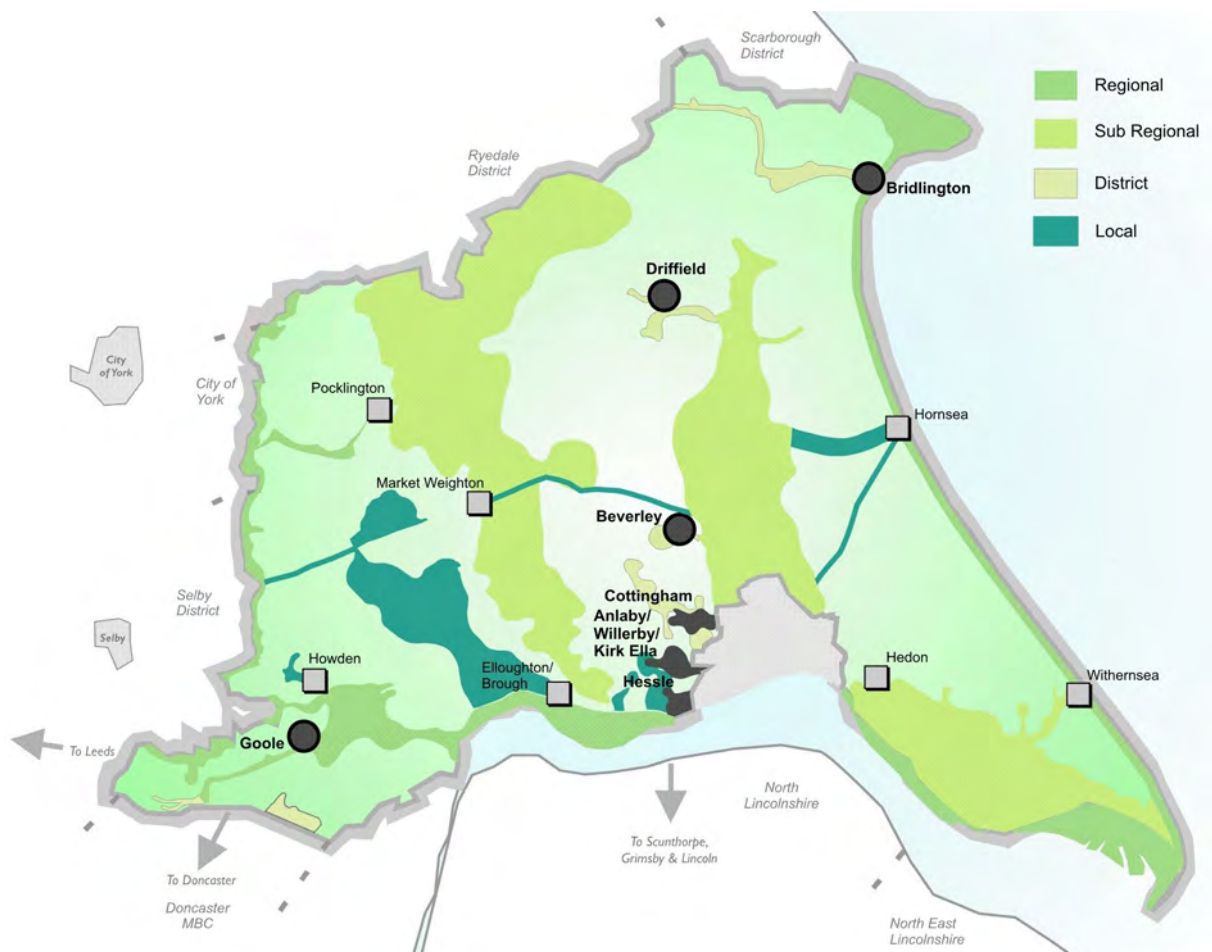 Scarborough
District
Regional
Sub Regional
District
Local
Ryedale
District
Bridlington
Driffield
City
of York
City of
York
Pocklington
Hornsea
Market Weighton
Beverley
Selby
District
Selby
Cottingham
Anlaby/
Willerby/
Kirk Ella
Hessle
Howden
Elloughton/
Brough
Hedon
Withernsea
Goole
To Leeds
North
Lincolnshire
To Scunthorpe,
Grimsby & Lincoln
To Doncaster
Doncaster
MBC
North East
Lincolnshire